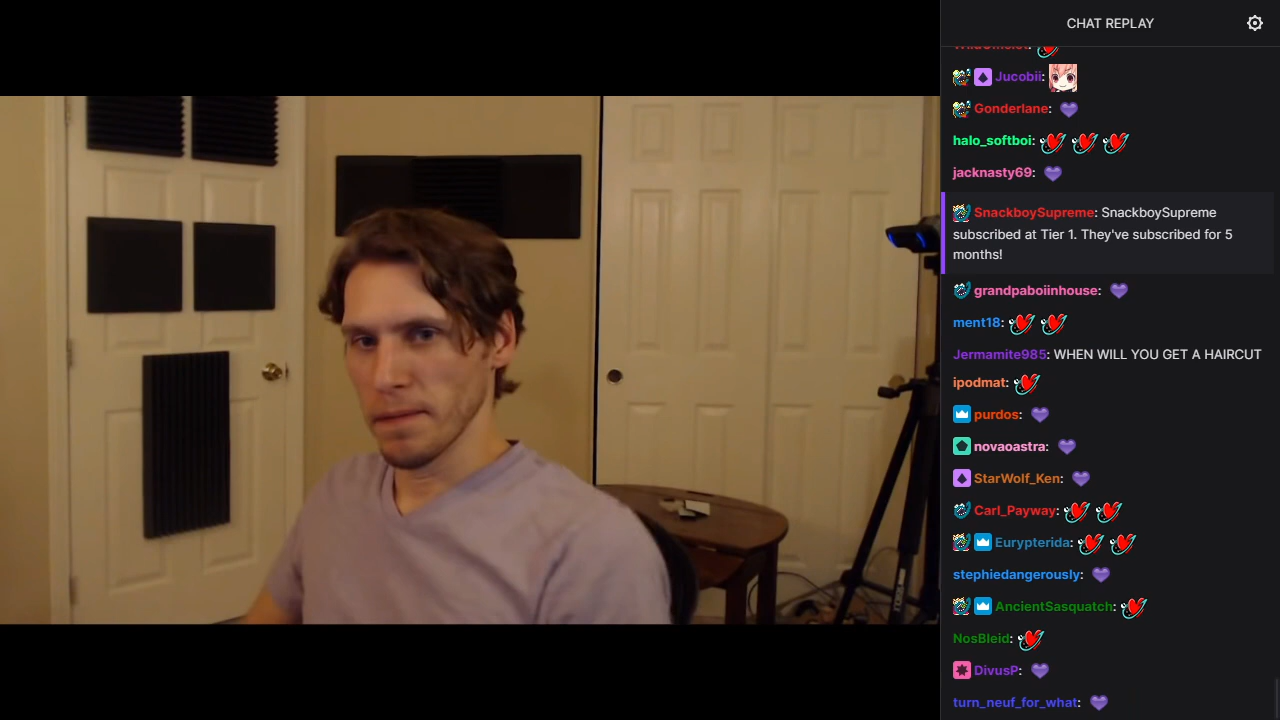 CHAT REPLAY
Jucobii:
Gonderlane:
halo_softboi:
jacknasty69:
SnackboySupreme: SnackboySupreme
subscribed at Tier 1. They've subscribed for 5
months!
grandpaboiinhouse:
ment18:
Jermamite985: WHEN WILL YOU GET A HAIRCUT
ipodmat:
purdos:
novaoastra:
StarWolf_Ken:
Carl_Payway:
Eurypterida:
stephiedangerously:
AncientSasquatch:
NosBleid:
DivusP:
turn_neuf_for_what: